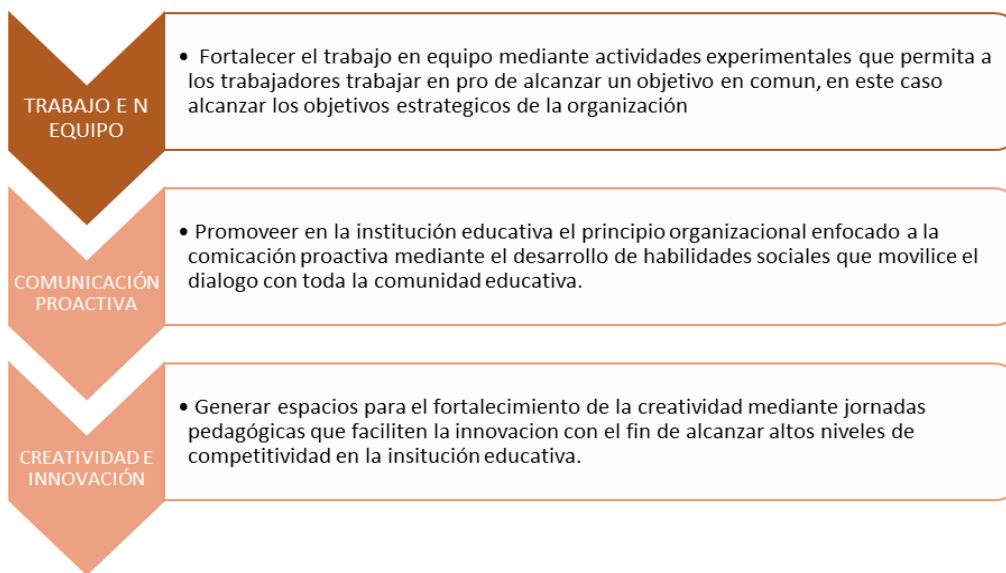 TRABAJO E N
EQUIPO
• Fortalecer el trabajo en equipo mediante actividades experimentales que permita a
los trabajadores trabajar en pro de alcanzar un objetivo en comun, en este caso
alcanzar los objetivos estrategicos de la organización
COMUNICACIÓN
PROACTIVA
• Promoveer en la institución educativa el principio organizacional enfocado a la
comicación proactiva mediante el desarrollo de habilidades sociales que movilice el
dialogo con toda la comunidad educativa.
CREATIVIDAD E
INNOVACIÓN
• Generar espacios para el fortalecimiento de la creatividad mediante jornadas
pedagógicas que faciliten la innovacion con el fin de alcanzar altos niveles de
competitividad en la insitución educativa.